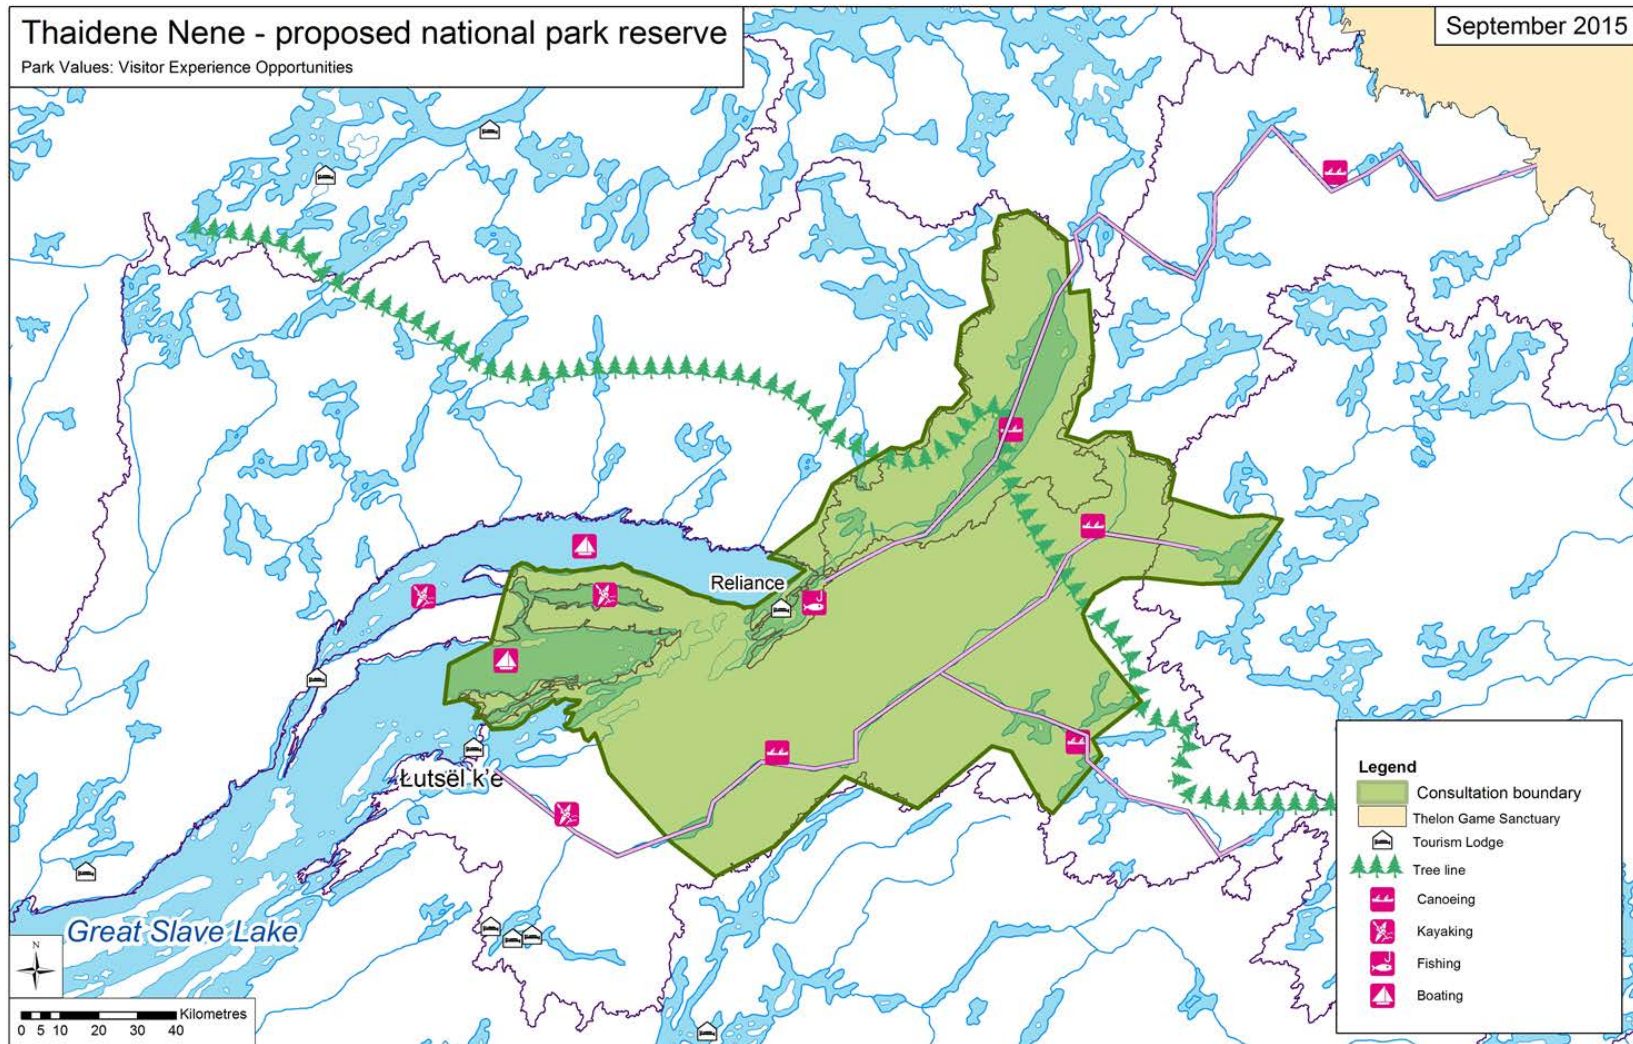 Thaidene Nene - proposed national park reserve
Park Values: Visitor Experience Opportunities
September 2015
Reliance
Łutsël k'e
Great Slave Lake
N
Kilometres
0 5 10 20 30 40
Legend
Consultation boundary
Thelon Game Sanctuary
Tourism Lodge
Tree line
Canoeing
Kayaking
Fishing
Boating